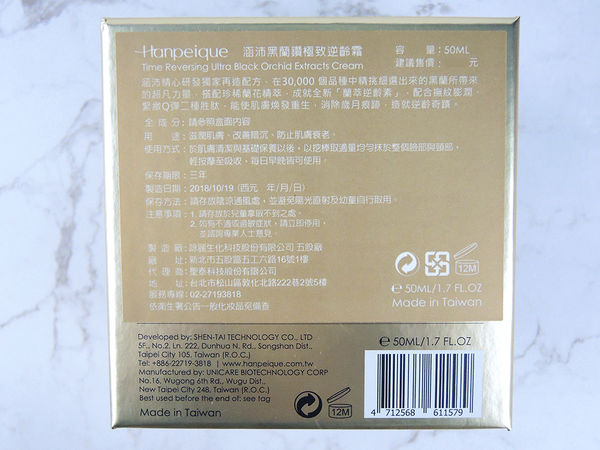 Hanpeique 涵沛黑蘭鑽極致逆齡霜 容 量：50ML
Time Reversing Ultra Black Orchid Extracts Cream 建議售價： 元
涵沛精心研發獨家再造配方，在30,000 個品種中精挑細選出來的黑蘭所帶來
的超凡力量，搭配珍稀蘭花精萃，成就全新「蘭萃逆齡素」，配合撫紋膨潤、
緊緻Q彈二種胜肽，能使肌膚煥發重生，消除歲月痕跡，造就逆齡奇蹟。
全 成 分：請參照盒面內容
用 途：滋潤肌膚，改善暗沉，防止肌膚衰老。
使用方式：於肌膚清潔與基礎保養以後，以挖棒取適量均勻抹於整個臉部與頸部，
輕按摩至吸收，每日早晚皆可使用。
保存期限：三年
製造日期：2018/10/19 (西元 年/月/日)
保存方法：請存放陰涼通風處，並避免陽光直射及幼童自行取用。
注意事項：1. 請存放於兒童拿取不到之處。
2. 如有不適或過敏症狀，請立即停用，
並諮詢專業人士意見。
製 造 廠：詠麗生化科技股份有限公司 五股廠
廠 址：新北市五股區五工六路16號1樓
代 理 商：聖泰科技股份有限公司
地 址：台北市松山區敦化北路222巷2號5樓
服務專線：02-27193818
依衛生署公告一般化妝品免備查
12M
e 50ML/1.7 FL.OZ
Made in Taiwan
Developed by: SHEN-TAI TECHNOLOGY CO., LTD
5F., No.2, Ln. 222, Dunhua N. Rd., Songshan Dist.,
Taipei City 105, Taiwan (R.O.C.)
Tel: +886-22719-3818 | www.hanpeique.com.tw
Manufactured by: UNICARE BIOTECHNOLOGY CORP
No.16, Wugong 6th Rd., Wugu Dist.,
New Taipei City 248, Taiwan (R.O.C.)
Best used before the end of: see tag
Made in Taiwan
12M
e 50ML/1.7 FL.OZ
4 712568 611579